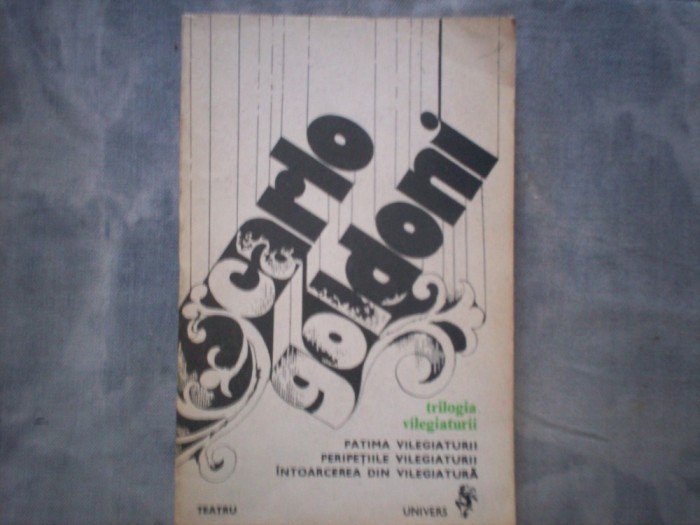 carlo
goldoni
trilogia
vilegiaturii
PATIMA VILEGIATURII
PERIPEȚIILE VILEGIATURII
ÎNTOARCEREA DIN VILEGIATURĂ
TEATRU UNIVERS